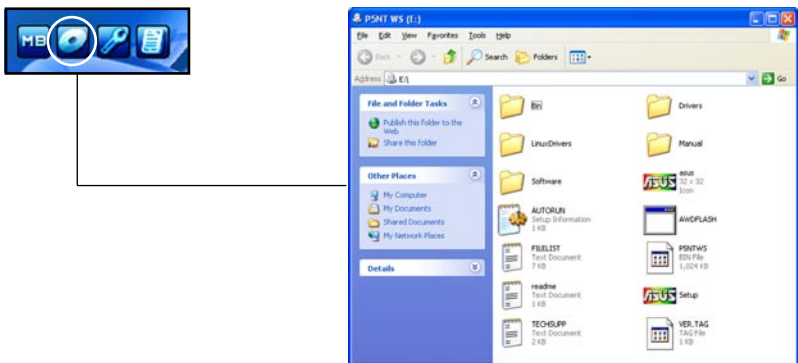 MB
P5NT WS (E:)
File Edit View Favorites Tools Help
Back Search Folders
Address E:\ Go
File and Folder Tasks
Publish this folder to the
Web
Share this folder
Other Places
My Computer
My Documents
Shared Documents
My Network Places
Details
Bin
Drivers
LinuxDrivers
Manual
Software
ASUS
asus
32 x 32
Icon
AUTORUN
Setup Information
1 KB
AWDFLASH
FILELIST
Text Document
7 KB
P5NTWS
BIN File
1,024 KB
readme
Text Document
1 KB
ASUS
Setup
TECHSUPP
Text Document
2 KB
VER.TAG
TAG File
1 KB